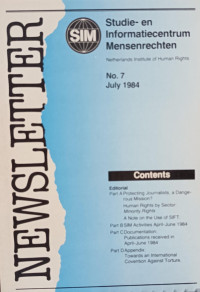 NEWSLETTER
SIM
Studie- en
Informatiecentrum
Mensenrechten
Netherlands Institute of Human Rights
No. 7
July 1984
Contents
Editorial
Part A Protecting Journalists, a Dange-
rous Mission?
Human Rights by Sector:
Minority Rights
A Note on the Use of SIFT
Part B SIM Activities April-June 1984
Part C Documentation
Publications received in
April-June 1984
Part D Appendix
Towards an International
Convention Against Torture